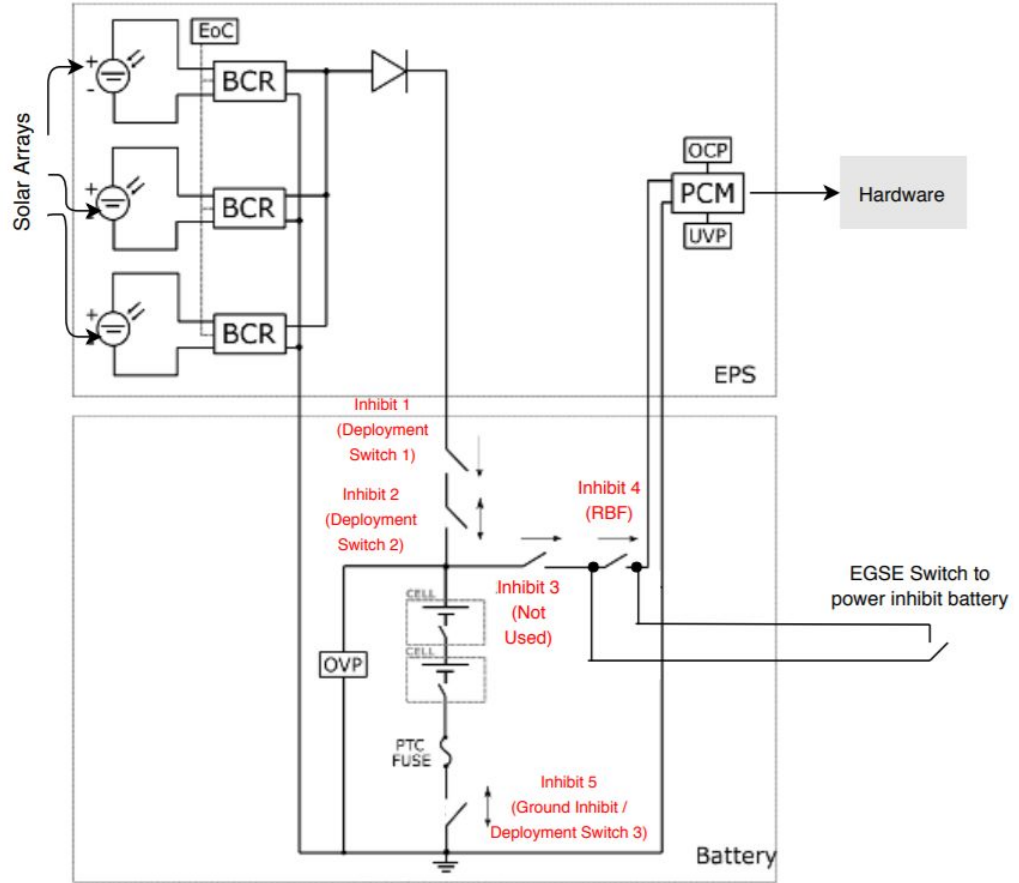 EoC
+
-
BCR
Solar Arrays
+
-
BCR
+
-
BCR
OCP
PCM
UVP
Hardware
EPS
Inhibit 1
(Deployment
Switch 1)
Inhibit 2
(Deployment
Switch 2)
Inhibit 4
(RBF)
Inhibit 3
(Not
Used)
EGSE Switch to
power inhibit battery
CELL
CELL
OVP
PTC
FUSE
Inhibit 5
(Ground Inhibit /
Deployment Switch 3)
Battery